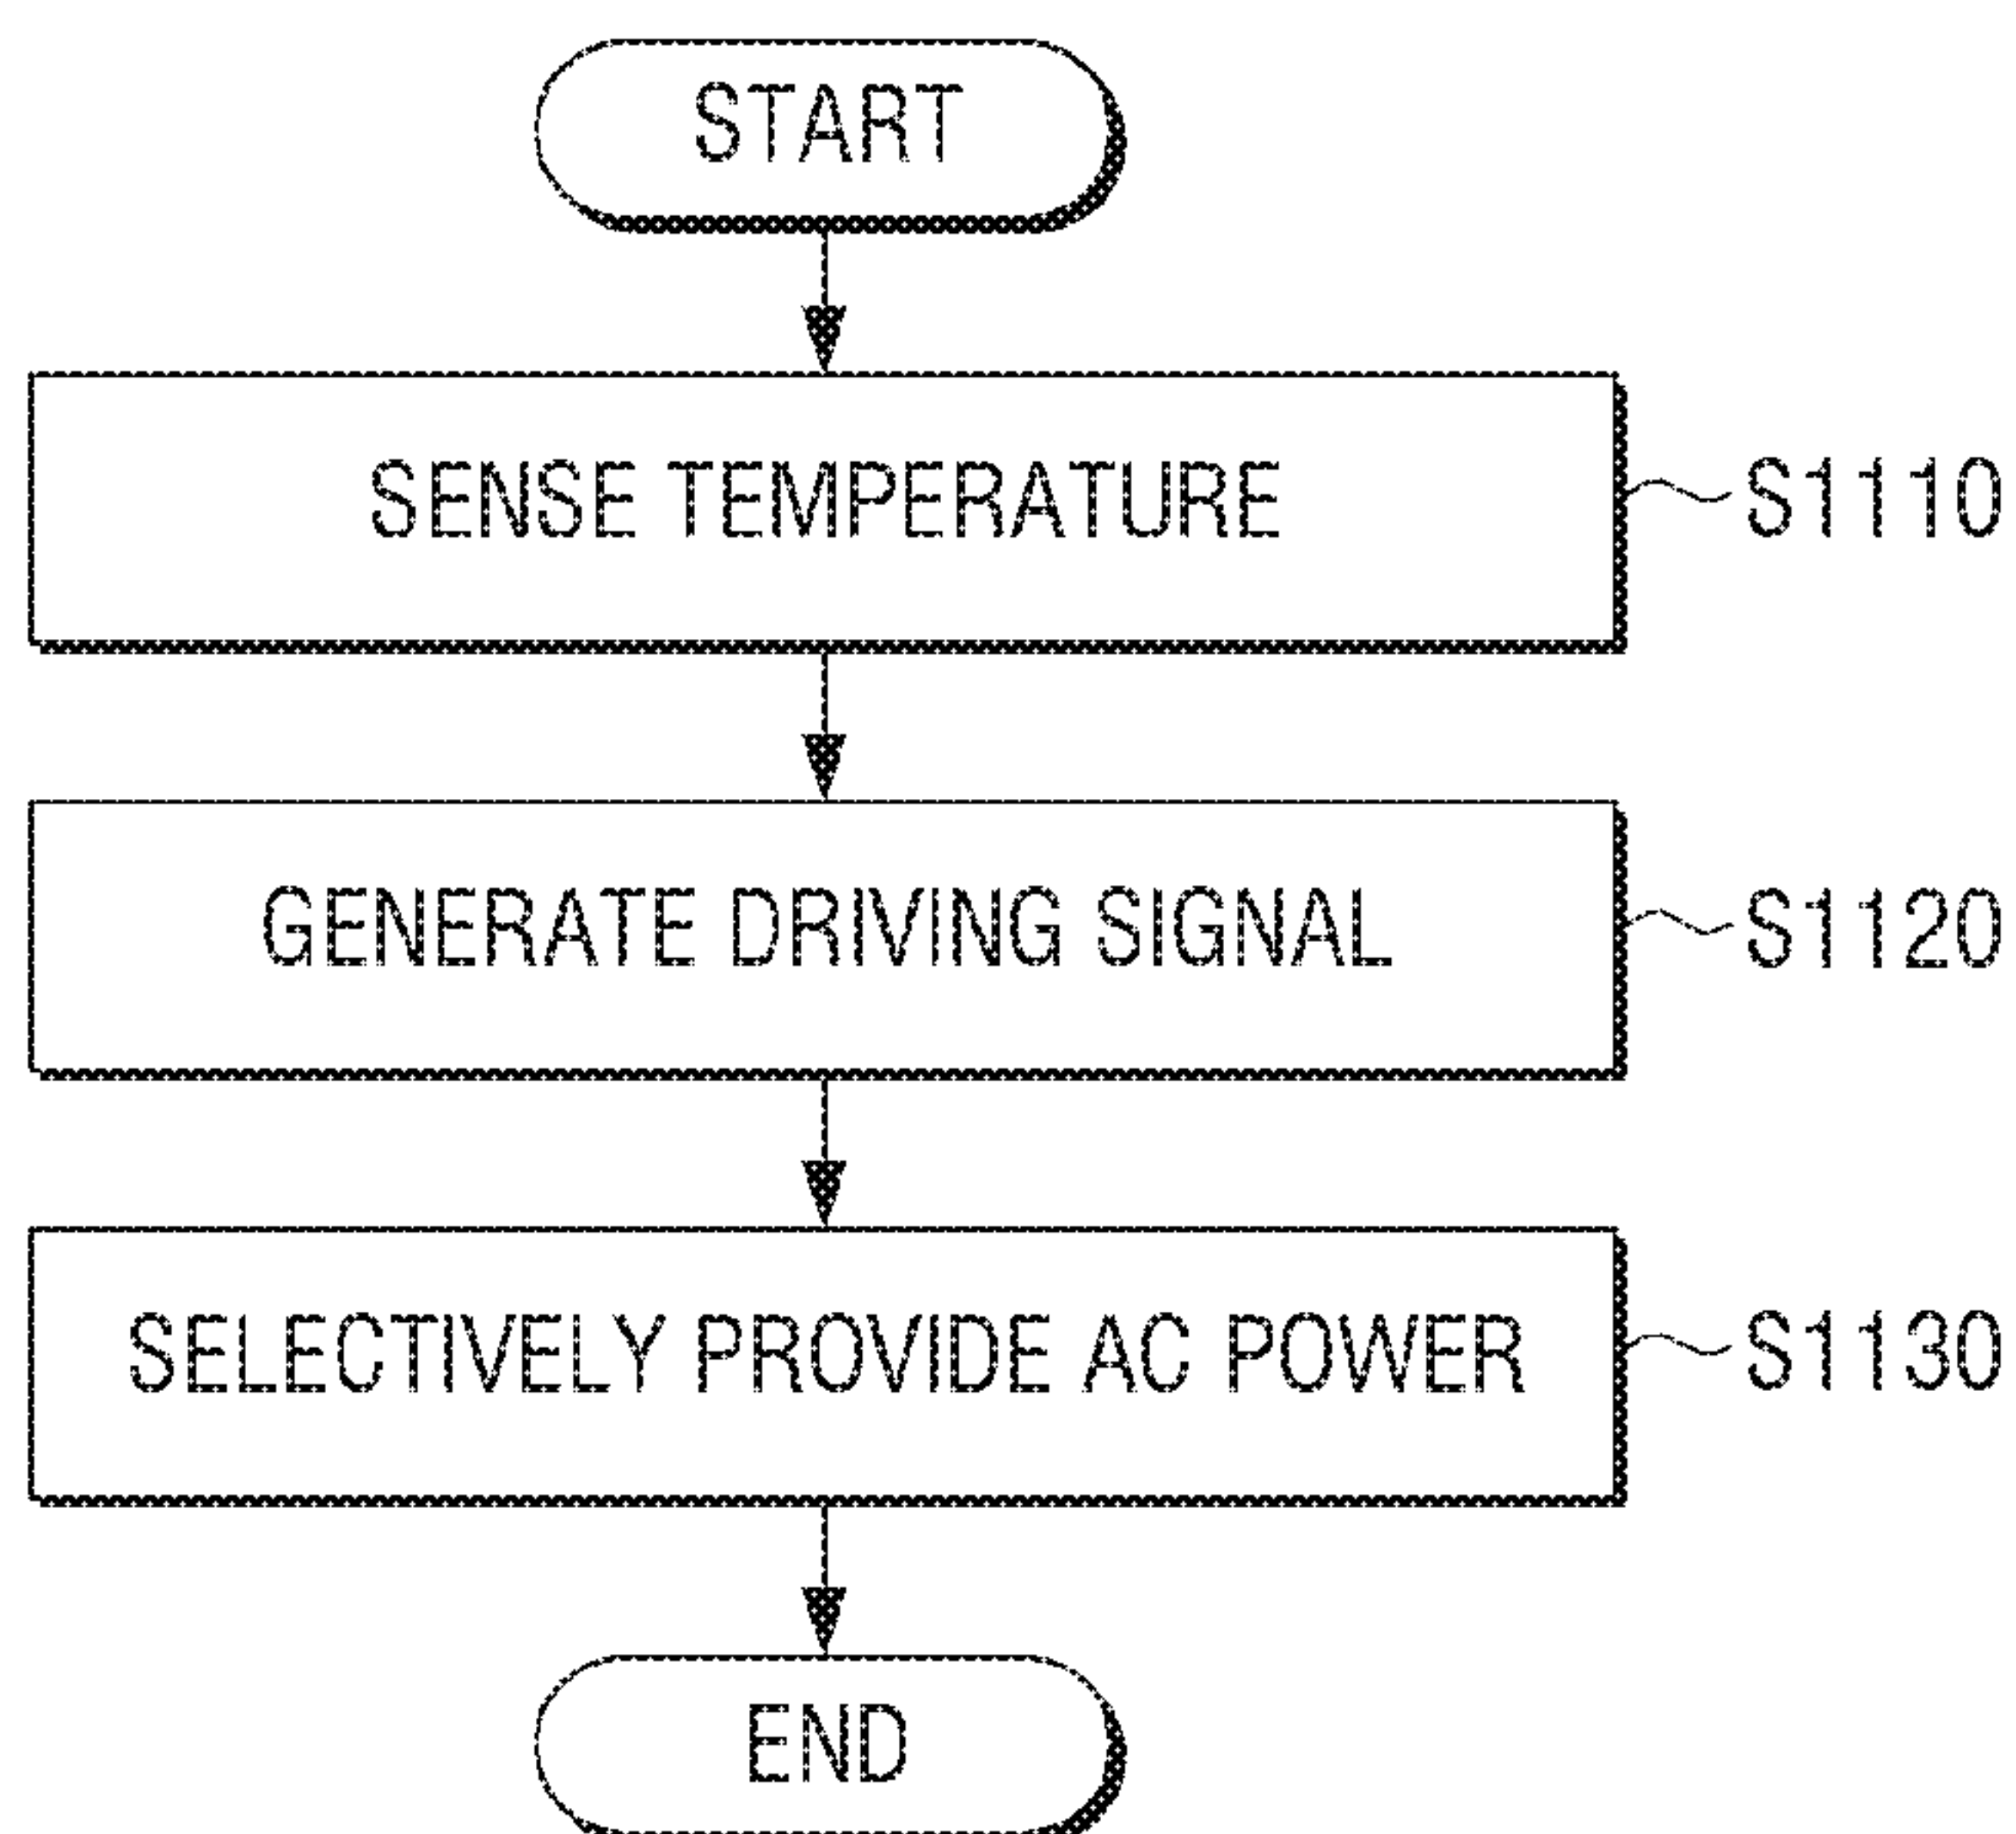 START
SENSE TEMPERATURE
S1110
GENERATE DRIVING SIGNAL
S1120
SELECTIVELY PROVIDE AC POWER
S1130
END